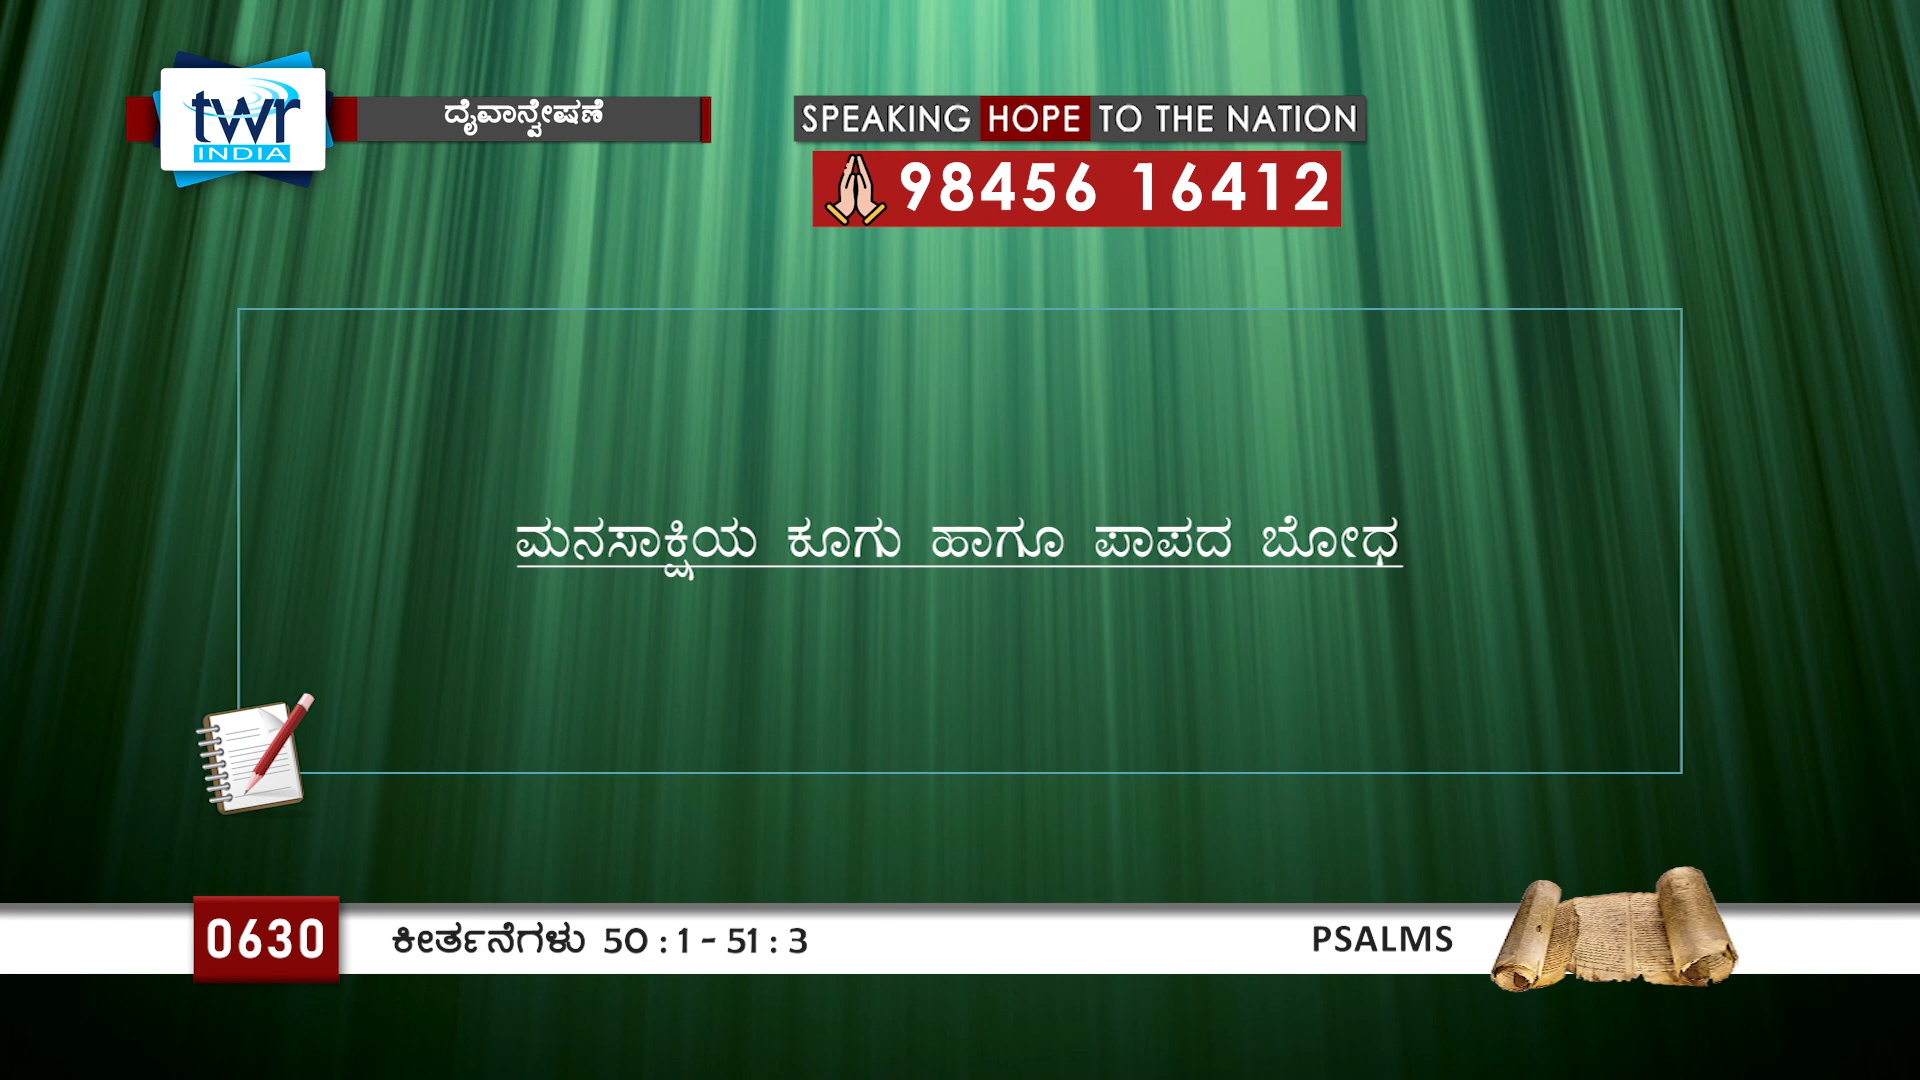 twr
INDIA
ದೈವಾನ್ವೇಷಣೆ
SPEAKING HOPE TO THE NATION
98456 16412
ಮನಸಾಕ್ಷಿಯ ಕೂಗು ಹಾಗೂ ಪಾಪದ ಬೋಧ
0630
ಕೀರ್ತನೆಗಳು 50 : 1 - 51 : 3
PSALMS